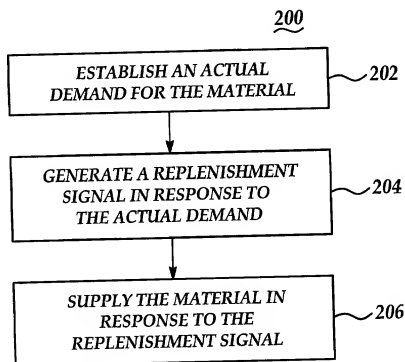 200
ESTABLISH AN ACTUAL
DEMAND FOR THE MATERIAL
202
GENERATE A REPLENISHMENT
SIGNAL IN RESPONSE TO
THE ACTUAL DEMAND
204
SUPPLY THE MATERIAL IN
RESPONSE TO THE
REPLENISHMENT SIGNAL
206